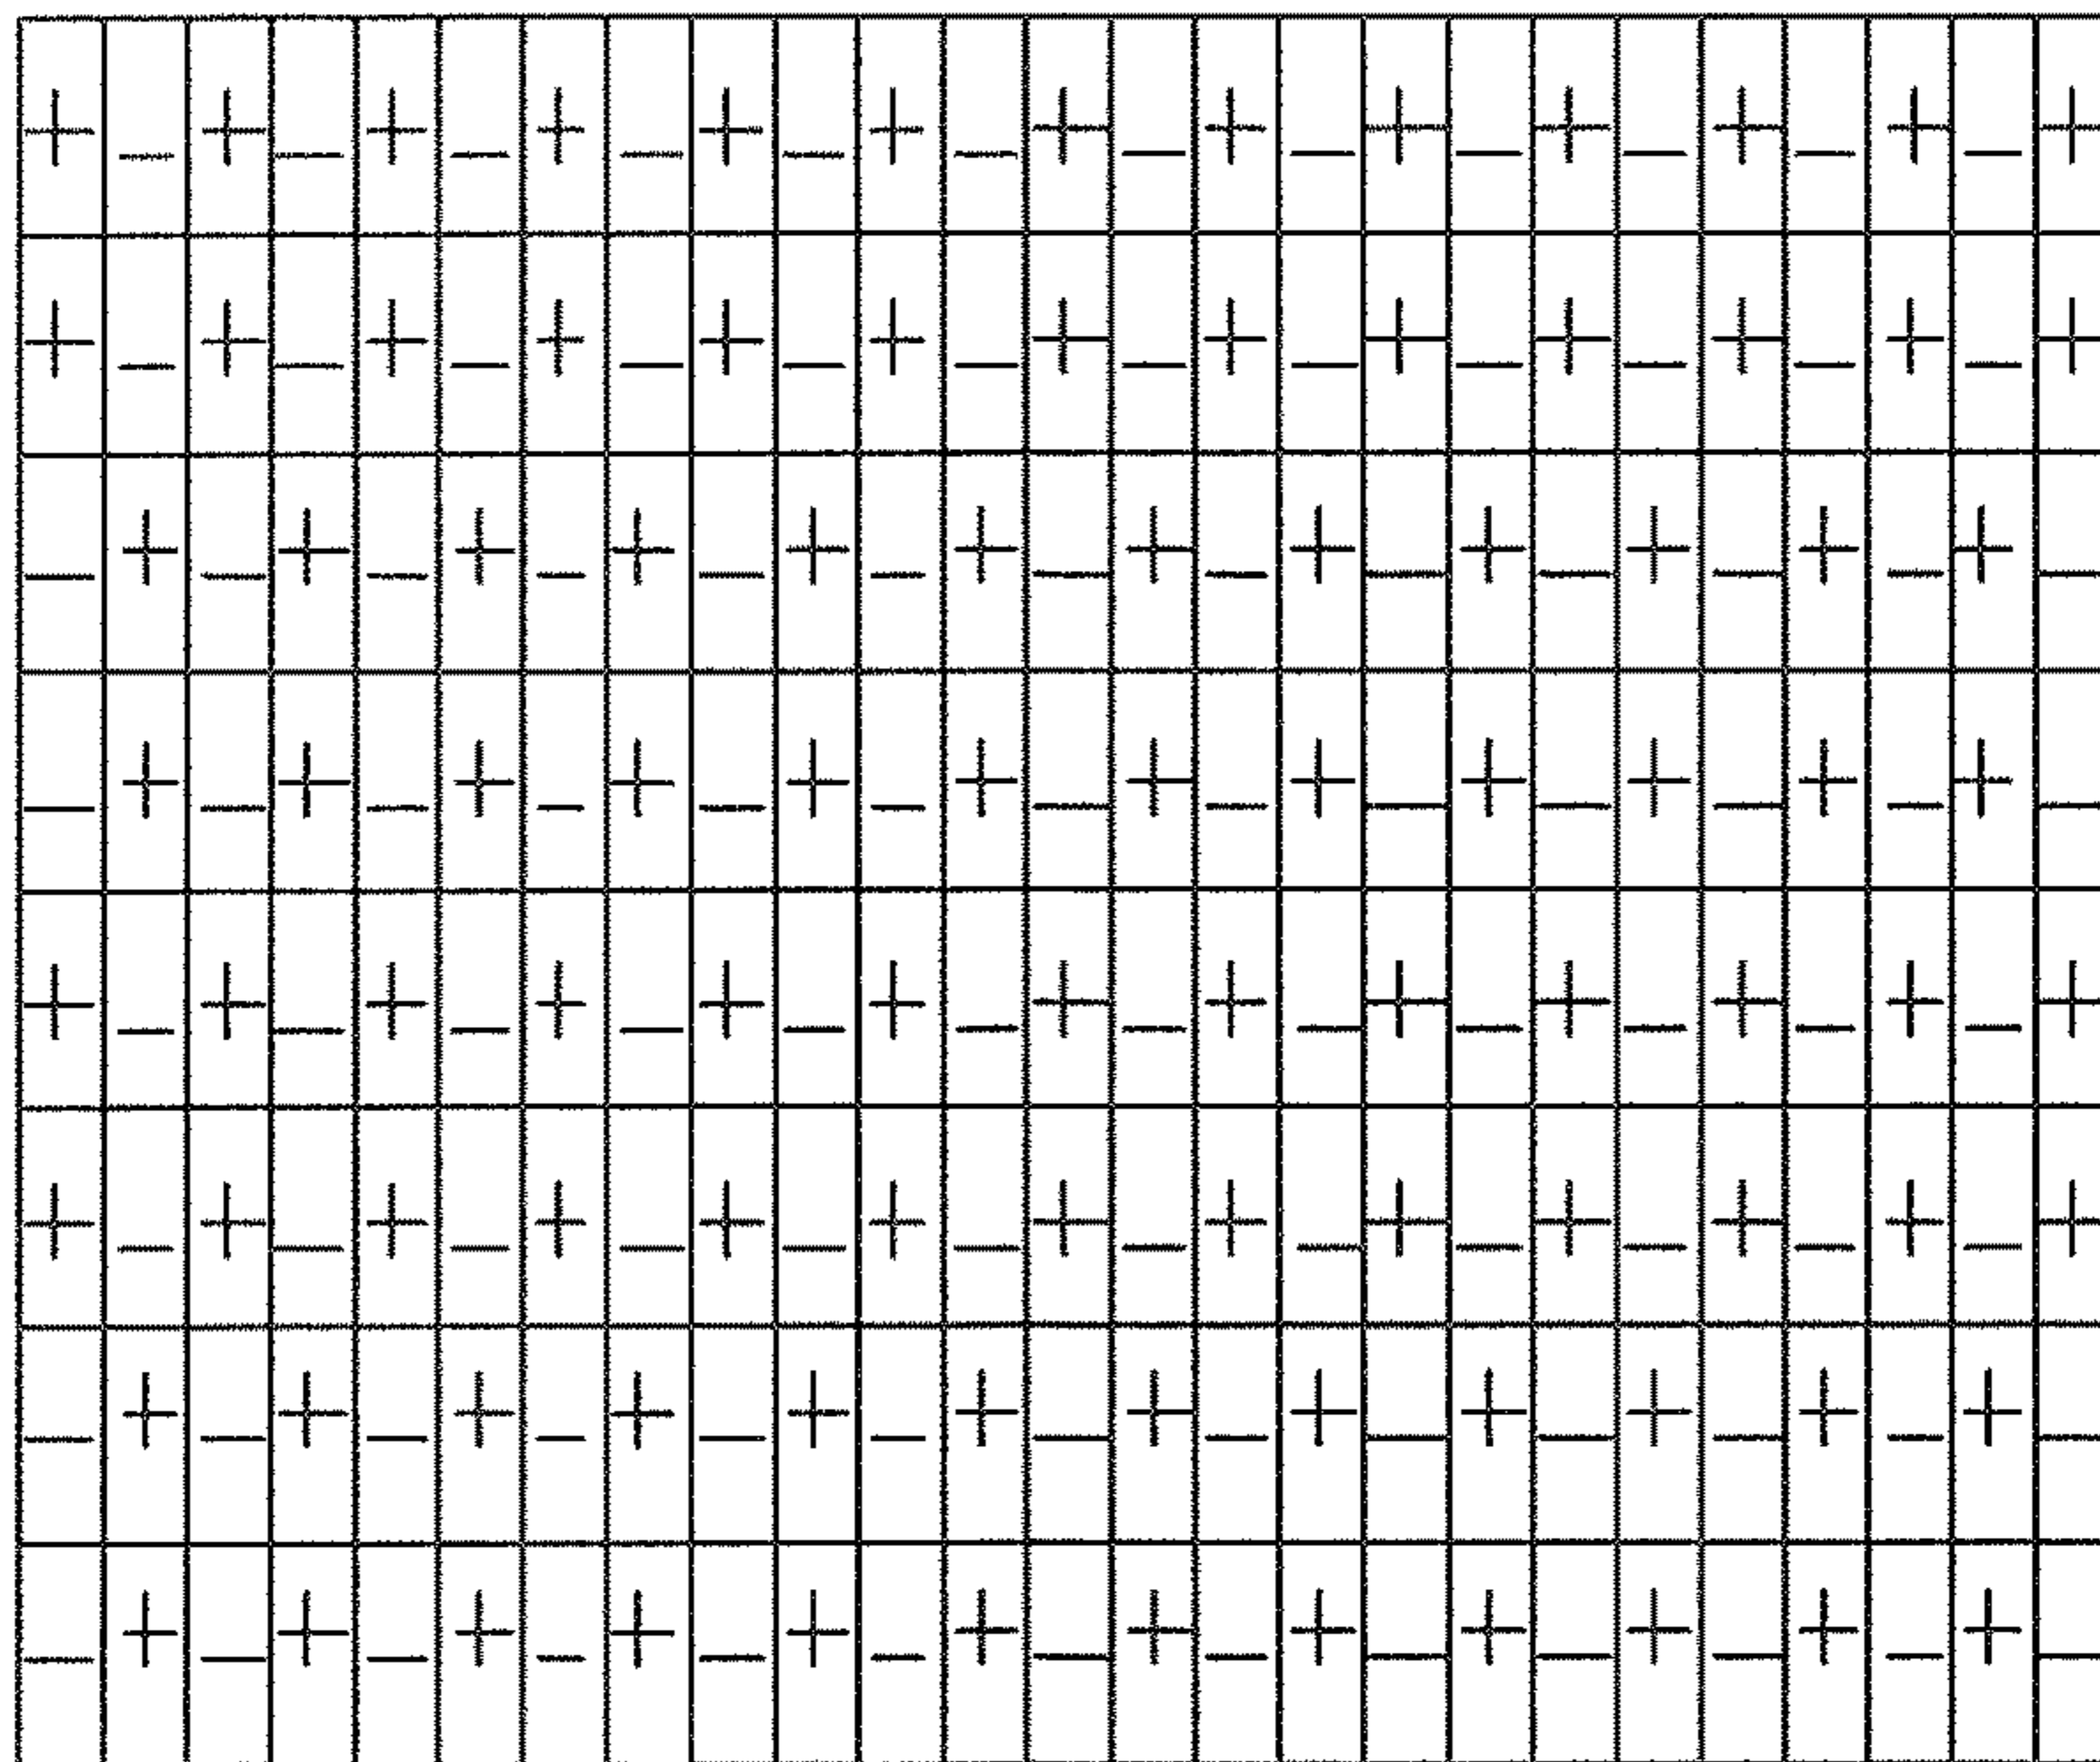 + - + - + - + - + - + - + - + - + - + - + - + - +
+ - + - + - + - + - + - + - + - + - + - + - + - +
- + - + - + - + - + - + - + - + - + - + - + - + -
- + - + - + - + - + - + - + - + - + - + - + - + -
+ - + - + - + - + - + - + - + - + - + - + - + - +
+ - + - + - + - + - + - + - + - + - + - + - + - +
- + - + - + - + - + - + - + - + - + - + - + - + -
- + - + - + - + - + - + - + - + - + - + - + - + -